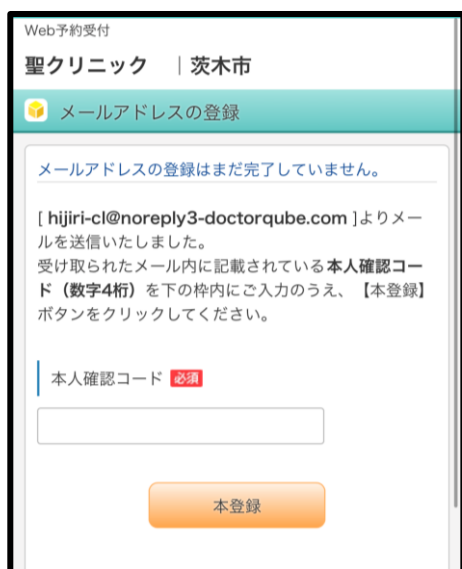 Web予約受付
聖クリニック ｜茨木市
メールアドレスの登録
メールアドレスの登録はまだ完了していません。
[ hijiri-cl@noreply3-doctorqube.com ]よりメー
ルを送信いたしました。
受け取られたメール内に記載されている本人確認コー
ド（数字4桁）を下の枠内にご入力のうえ、【本登録】
ボタンをクリックしてください。
本人確認コード 必須
本登録